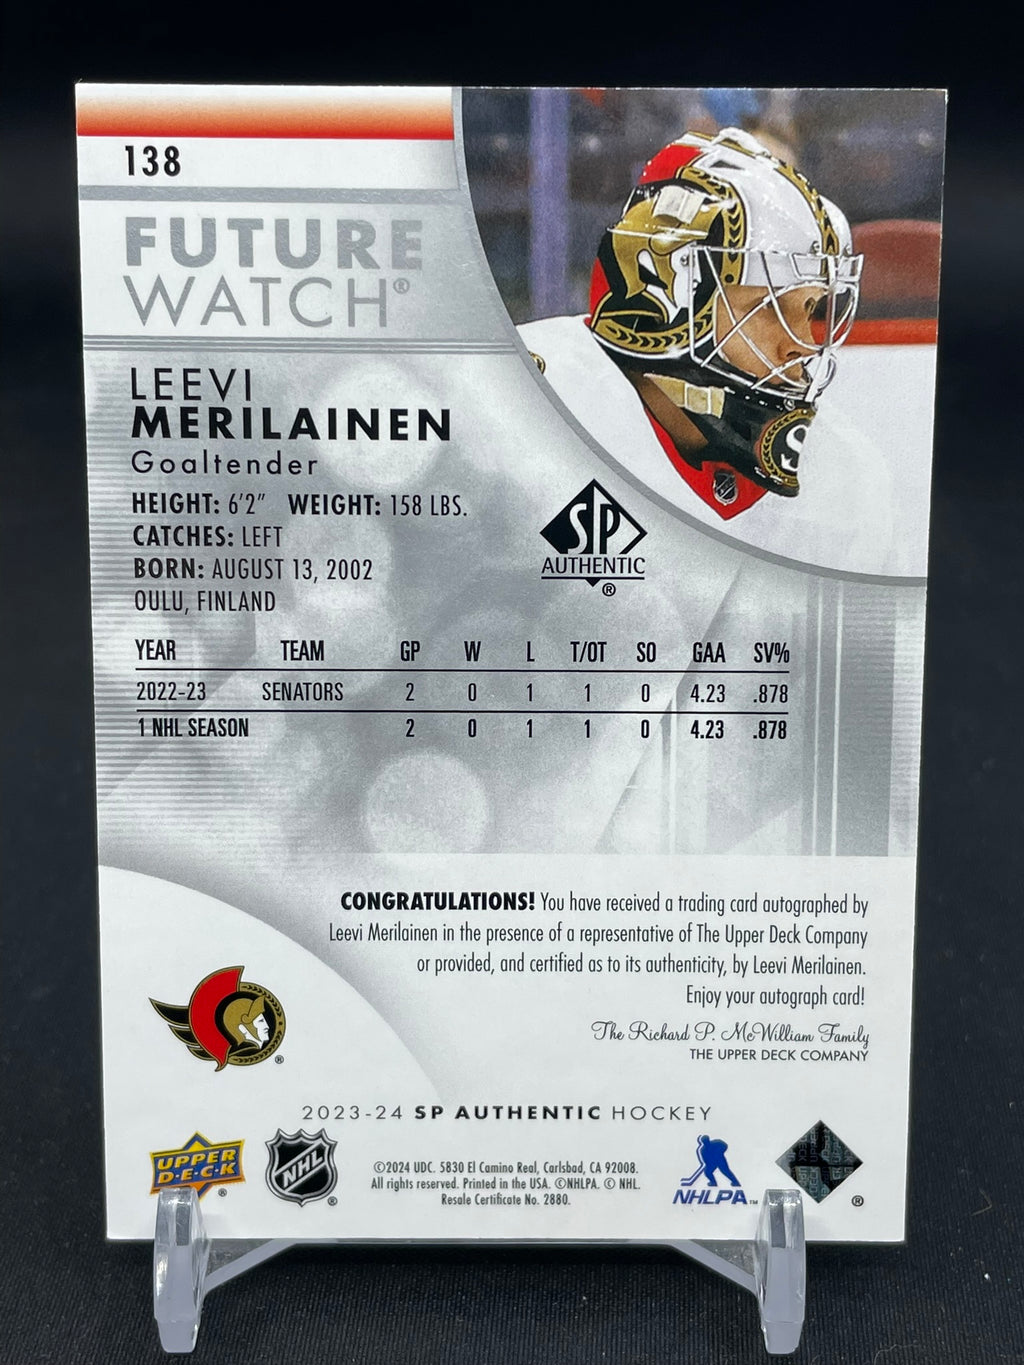 138
FUTURE
WATCH®
LEEVI
MERILAINEN
Goaltender
HEIGHT: 6'2" WEIGHT: 158 LBS.
CATCHES: LEFT
BORN: AUGUST 13, 2002
OULU, FINLAND
SP
AUTHENTIC
®
YEAR TEAM GP W L T/OT SO GAA SV%
2022-23 SENATORS 2 0 1 1 0 4.23 .878
1 NHL SEASON 2 0 1 1 0 4.23 .878
CONGRATULATIONS! You have received a trading card autographed by
Leevi Merilainen in the presence of a representative of The Upper Deck Company
or provided, and certified as to its authenticity, by Leevi Merilainen.
Enjoy your autograph card!
The Richard P. McWilliam Family
THE UPPER DECK COMPANY
®
2023-24 SP AUTHENTIC HOCKEY
UPPER
D·E·C·K
®
NHL
®
©2024 UDC. 5830 El Camino Real, Carlsbad, CA 92008.
All rights reserved. Printed in the USA. ©NHLPA. © NHL.
Resale Certificate No. 2880.
NHLPA™
®